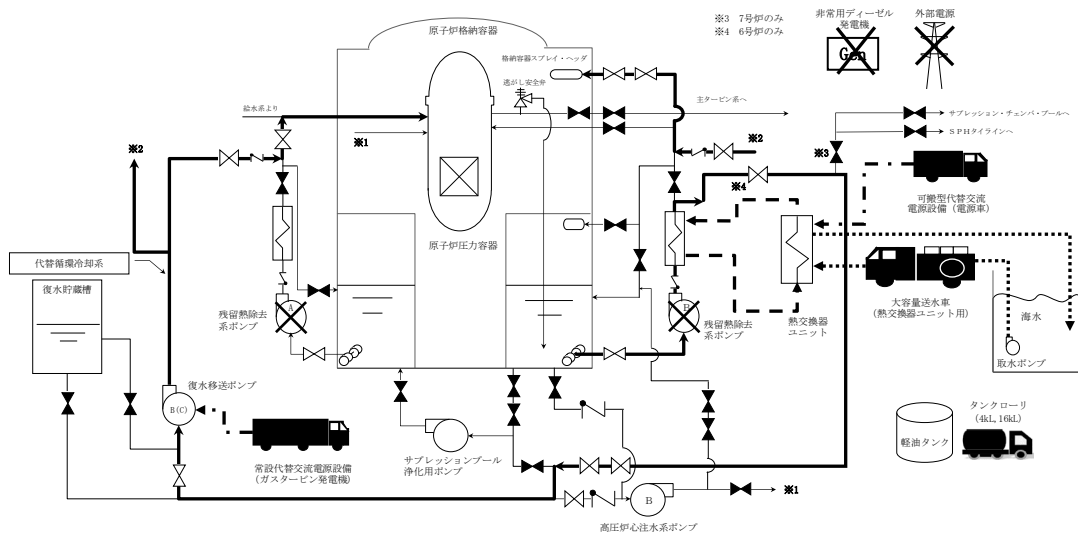 ※3　7号炉のみ
※4　6号炉のみ
非常用ディーゼル
発電機
Gen
外部電源
原子炉格納容器
格納容器スプレイ・ヘッダ
逃がし安全弁
給水系より
※1
主タービン系へ
サプレッション・チェンバ・プールへ
SPHタイラインへ
※2
※2
※3
※4
可搬型代替交流
電源設備（電源車）
原子炉圧力容器
代替循環冷却系
復水貯蔵槽
A
残留熱除去
系ポンプ
残留熱除去
系ポンプ
熱交換器
ユニット
大容量送水車
(熱交換器ユニット用)
海水
取水ポンプ
復水移送ポンプ
B(C)
常設代替交流電源設備
(ガスタービン発電機)
サプレッションプール
浄化用ポンプ
軽油タンク
タンクローリ
(4kL,16kL)
B
※1
高圧炉心注水系ポンプ